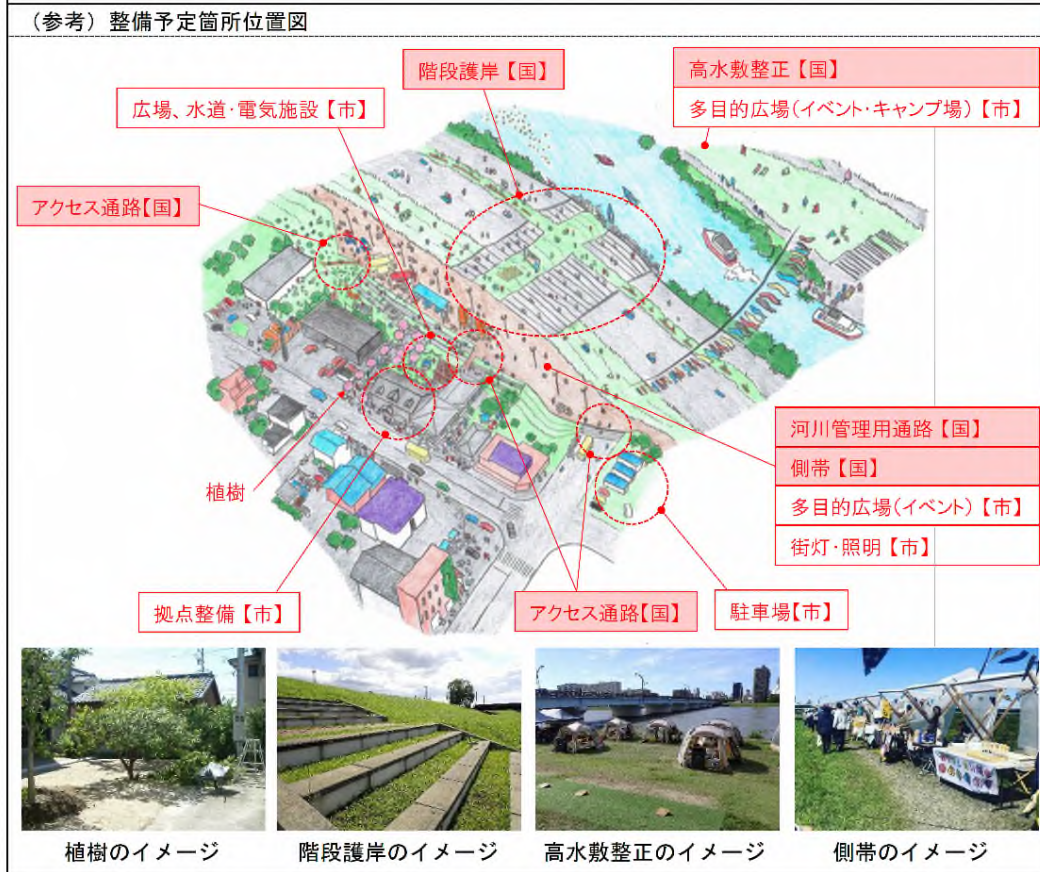 （参考）整備予定箇所位置図
階段護岸【国】
高水敷整正【国】
多目的広場（イベント・キャンプ場）【市】
広場、水道・電気施設【市】
アクセス通路【国】
河川管理用通路【国】
側帯【国】
多目的広場（イベント）【市】
街灯・照明【市】
植樹
拠点整備【市】
アクセス通路【国】
駐車場【市】
植樹のイメージ
階段護岸のイメージ
高水敷整正のイメージ
側帯のイメージ